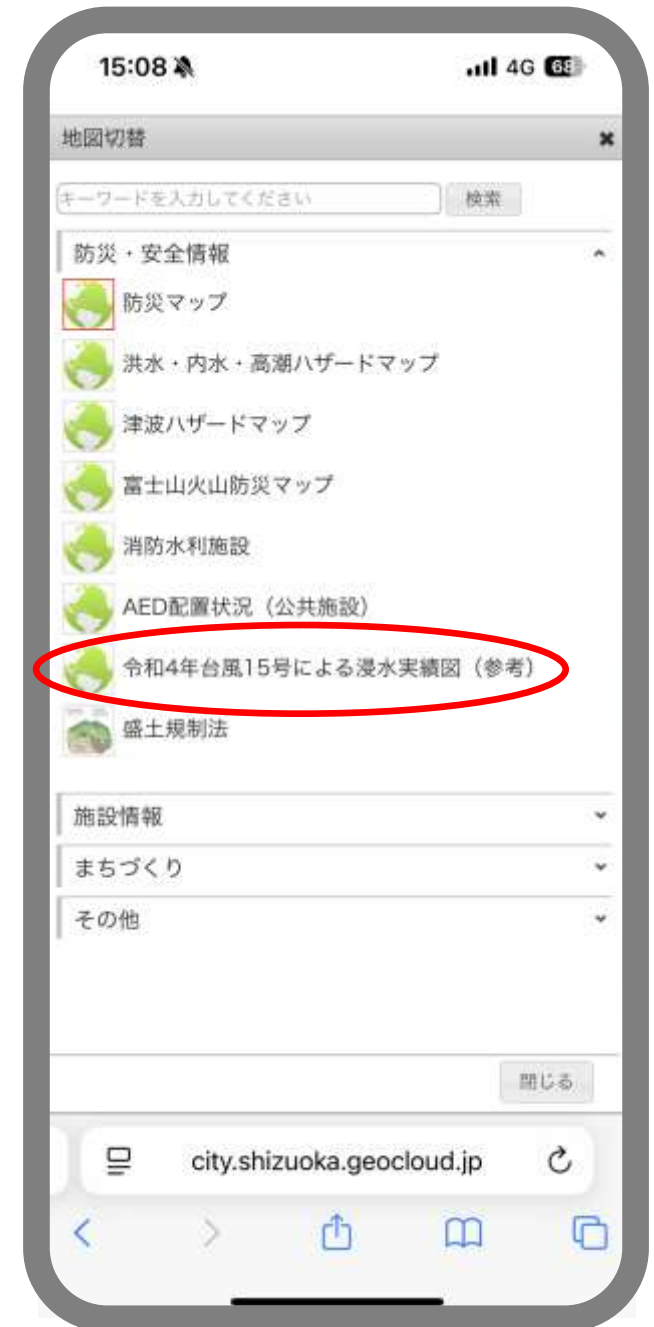 15:08
4G 68
地図切替
キーワードを入力してください 検索
防災・安全情報
防災マップ
洪水・内水・高潮ハザードマップ
津波ハザードマップ
富士山火山防災マップ
消防水利施設
AED配置状況（公共施設）
令和4年台風15号による浸水実績図（参考）
盛土規制法
施設情報
まちづくり
その他
閉じる
city.shizuoka.geocloud.jp